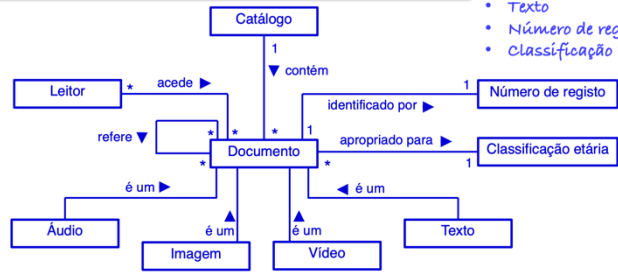 Catálogo
• Texto
• Número de
• Classificação
1
▼ contém
Leitor
*
acede ▶
1
Número de registo
identificado por ▶
refere ▼
*
*
*
1
apropriado para ▶
Documento
Classificação etária
*
*
1
é um ▶
◀ é um
Áudio
é um
é um
Texto
Imagem
Vídeo